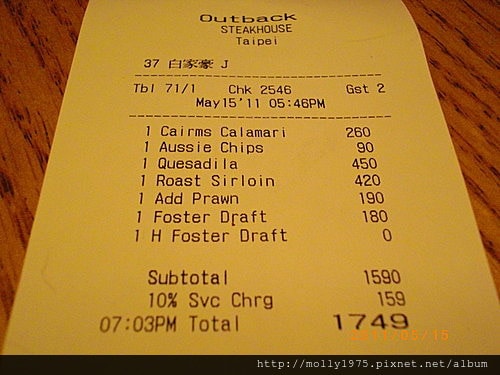 Outback
STEAKHOUSE
Taipei
37 白家豪 J
Tbl 71/1 Chk 2546 Gst 2
May15'11 05:46PM
1 Cairms Calamari 260
1 Aussie Chips 90
1 Quesadila 450
1 Roast Sirloin 420
1 Add Prawn 190
1 Foster Draft 180
1 H Foster Draft 0
Subtotal 1590
10% Svc Chrg 159
07:03PM Total 1749
2011/05/15
http://molly1975.pixnet.net/album